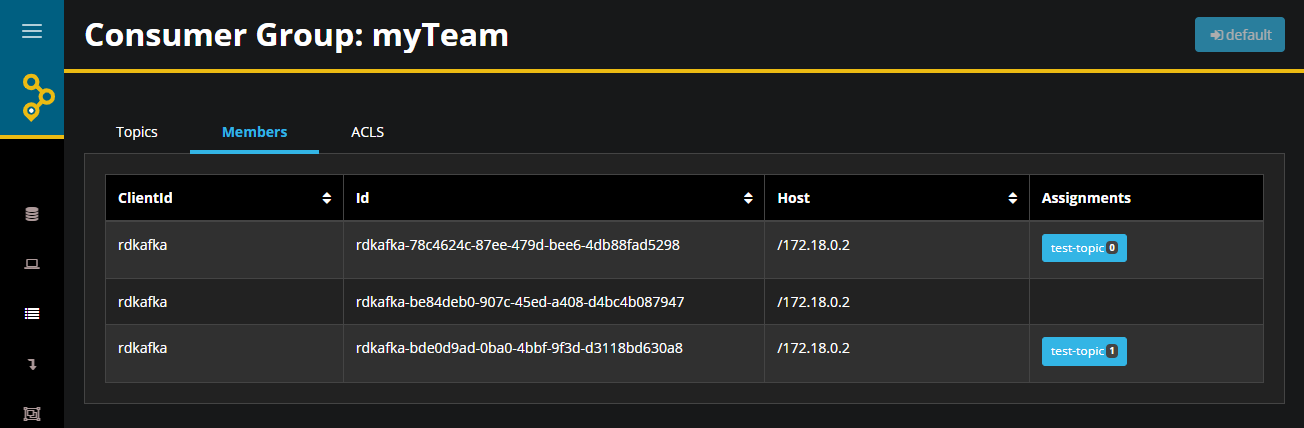 Consumer Group: myTeam
default
Topics Members ACLS
ClientId Id Host Assignments
rdkafka rdkafka-78c4624c-87ee-479d-bee6-4db88fad5298 /172.18.0.2 test-topic 0
rdkafka rdkafka-be84deb0-907c-45ed-a408-d4bc4b087947 /172.18.0.2
rdkafka rdkafka-bde0d9ad-0ba0-4bbf-9f3d-d3118bd630a8 /172.18.0.2 test-topic 1